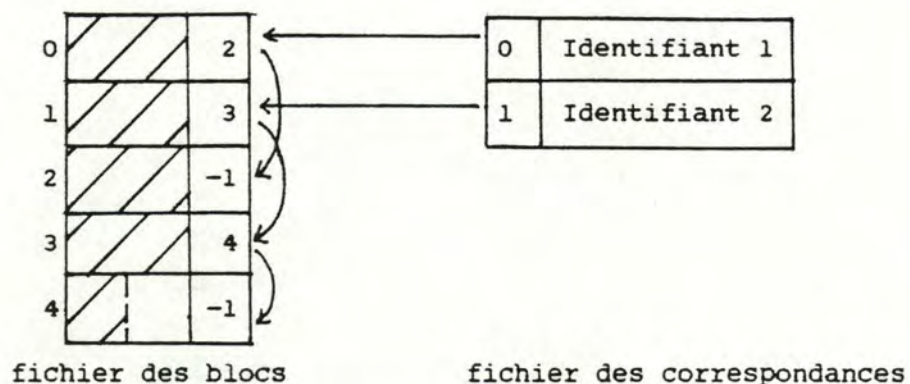 0 2 0 Identifiant 1
1 3 1 Identifiant 2
2 -1
3 4
4 -1
fichier des blocs fichier des correspondances